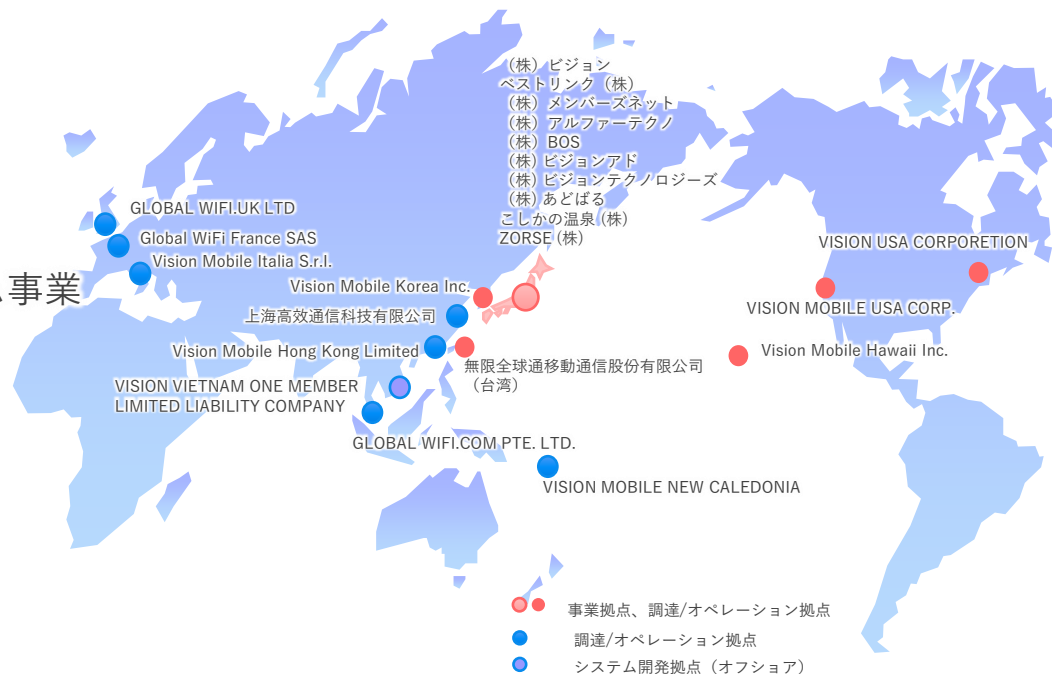 （株）ビジョン
ベストリンク（株）
（株）メンバーズネット
（株）アルファーテクノ
（株）BOS
（株）ビジョンアド
（株）ビジョンテクノロジーズ
（株）あどばる
こしかの温泉（株）
ZORSE（株）
GLOBAL WIFI.UK LTD
Global WiFi France SAS
Vision Mobile Italia S.r.l.
事業
Vision Mobile Korea Inc.
上海高效通信科技有限公司
Vision Mobile Hong Kong Limited
無限全球通移動通信股份有限公司
（台湾）
VISION VIETNAM ONE MEMBER
LIMITED LIABILITY COMPANY
GLOBAL WIFI.COM PTE. LTD.
VISION MOBILE NEW CALEDONIA
VISION USA CORPORETION
VISION MOBILE USA CORP.
Vision Mobile Hawaii Inc.
事業拠点、調達/オペレーション拠点
調達/オペレーション拠点
システム開発拠点（オフショア）